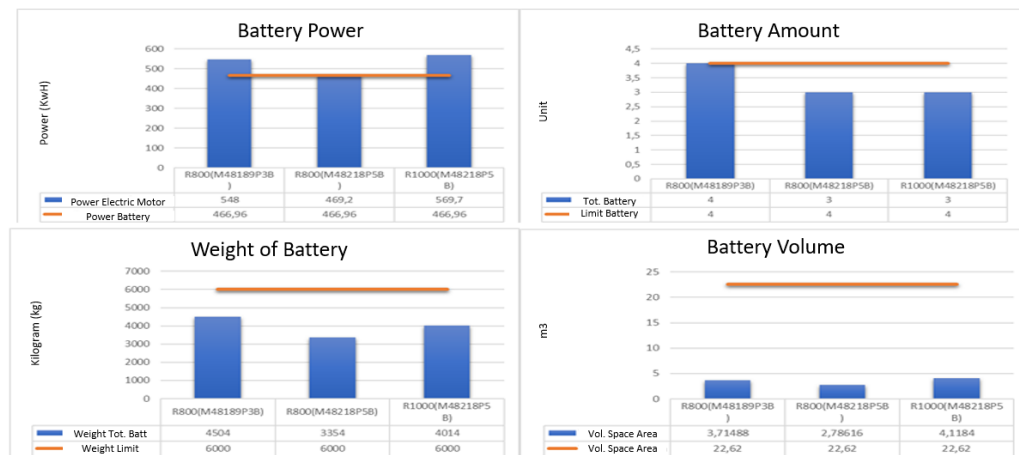 Battery Power
Power (KwH)
600
500
400
300
200
100
0
R800(M48189P3B
)
R800(M48218P5B
)
R1000(M48218P5
B)
Power Electric Motor 548 469,2 569,7
Power Battery 466,96 466,96 466,96
Battery Amount
Unit
4,5
4
3,5
3
2,5
2
1,5
1
0,5
0
R800(M48189P3B) R800(M48218P5B) R1000(M48218P5B)
Tot. Battery 4 3 3
Limit Battery 4 4 4
Weight of Battery
Kilogram (kg)
7000
6000
5000
4000
3000
2000
1000
0
R800(M48189P3B) R800(M48218P5B)
R1000(M48218P5
B)
Weight Tot. Batt 4504 3354 4014
Weight Limit 6000 6000 6000
Battery Volume
m3
25
20
15
10
5
0
R800(M48189P3B
)
R800(M48218P5B
)
R1000(M48218P5
B)
Vol. Space Area 3,71488 2,78616 4,1184
Vol. Space Area 22,62 22,62 22,62